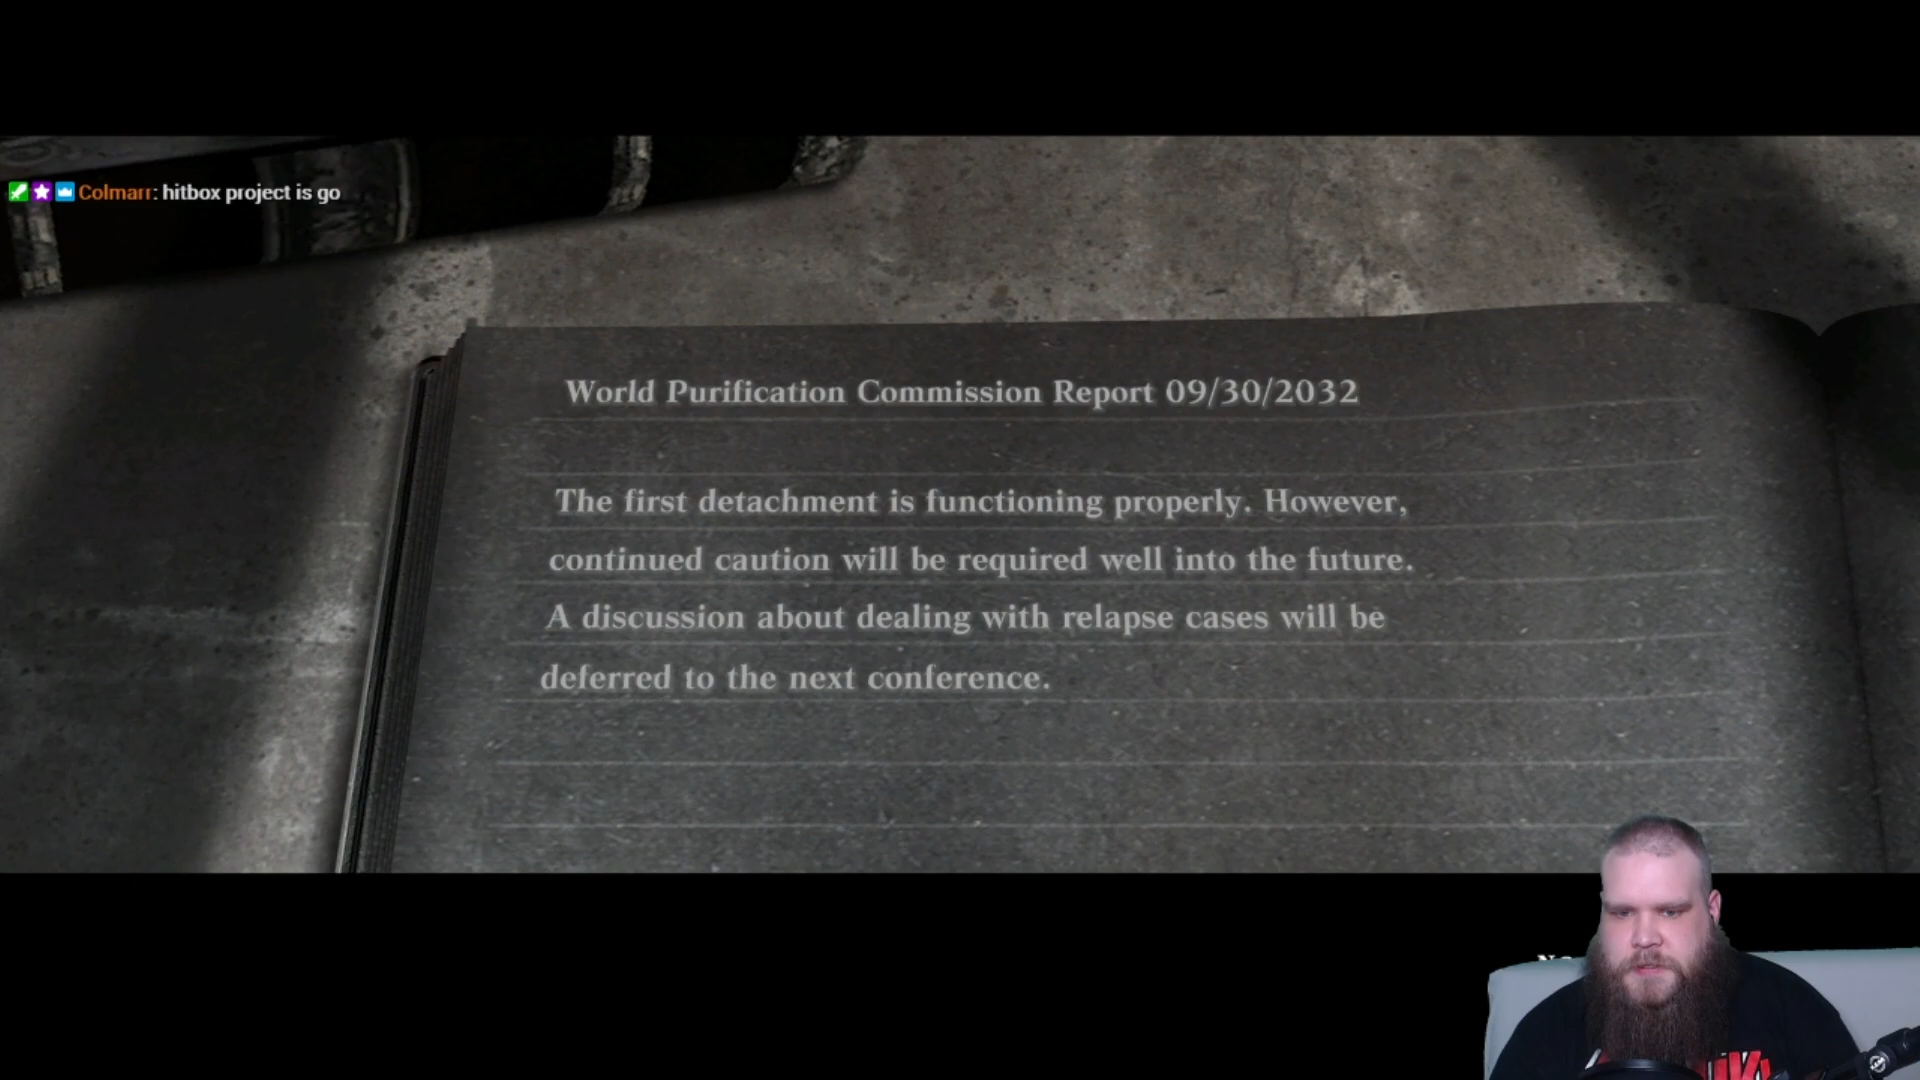 Colmarr: hitbox project is go
World Purification Commission Report 09/30/2032
The first detachment is functioning properly. However,
continued caution will be required well into the future.
A discussion about dealing with relapse cases will be
deferred to the next conference.